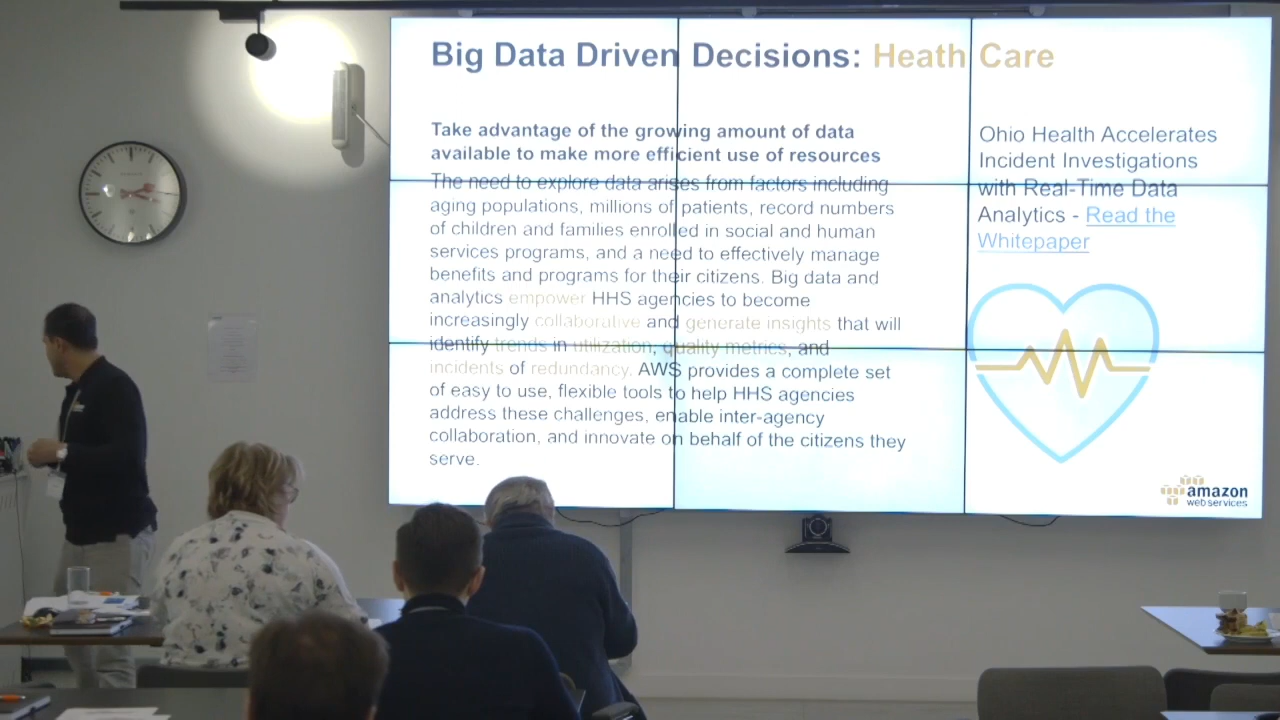 Big Data Driven Decisions: Heath Care
Take advantage of the growing amount of data
available to make more efficient use of resources
The need to explore data arises from factors including
aging populations, millions of patients, record numbers
of children and families enrolled in social and human
services programs, and a need to effectively manage
benefits and programs for their citizens. Big data and
analytics empower HHS agencies to become
increasingly collaborative and generate insights that will
identify trends in utilization, quality metrics, and
incidents of redundancy. AWS provides a complete set
of easy to use, flexible tools to help HHS agencies
address these challenges, enable inter-agency
collaboration, and innovate on behalf of the citizens they
serve.
Ohio Health Accelerates
Incident Investigations
with Real-Time Data
Analytics - Read the
Whitepaper
amazon
web services